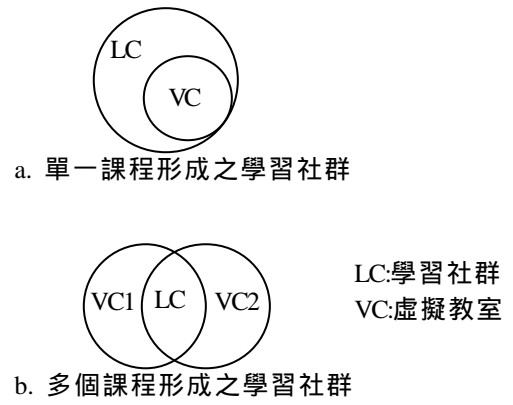 LC
VC
a. 單一課程形成之學習社群
VC1 LC VC2
LC:學習社群
VC:虛擬教室
b. 多個課程形成之學習社群